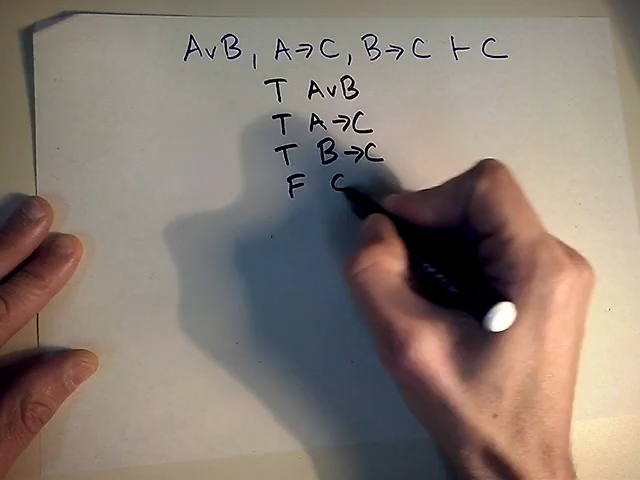 A∨B, A→C, B→C ⊢ C
T A∨B
T A→C
T B→C
F C